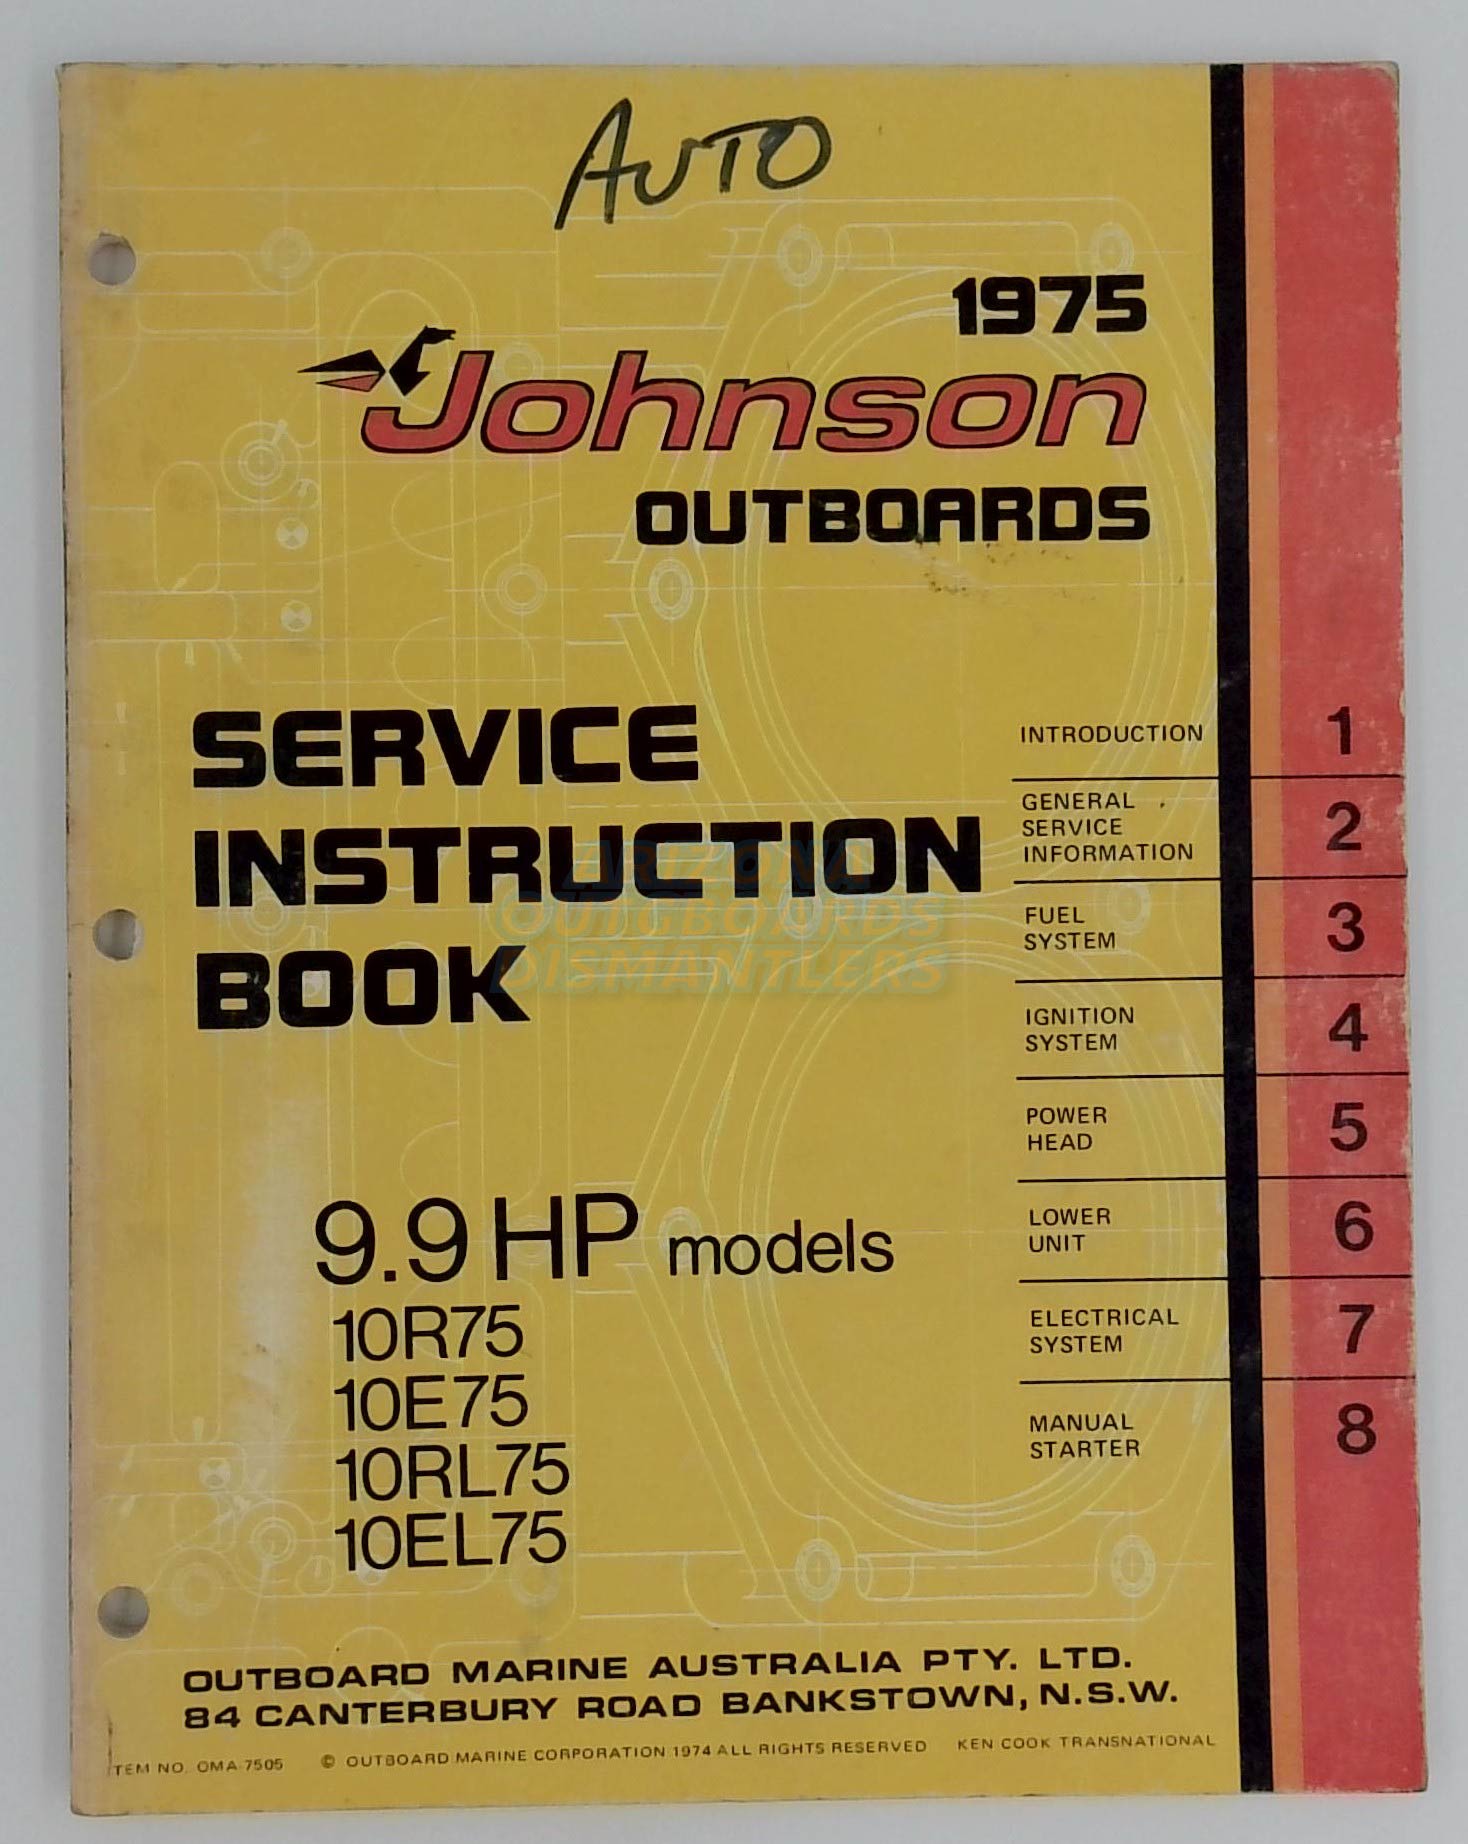 AUTO
1975
Johnson
OUTBOARDS
SERVICE
INSTRUCTION
BOOK
ARIZONA
OUTGBOARDS
DISMANTLERS
9.9 HP models
10R75
10E75
10RL75
10EL75
INTRODUCTION 1
GENERAL
SERVICE
INFORMATION 2
FUEL
SYSTEM 3
IGNITION
SYSTEM 4
POWER
HEAD 5
LOWER
UNIT 6
ELECTRICAL
SYSTEM 7
MANUAL
STARTER 8
OUTBOARD MARINE AUSTRALIA PTY. LTD.
84 CANTERBURY ROAD BANKSTOWN, N.S.W.
TEM NO. OMA 7505 © OUTBOARD MARINE CORPORATION 1974 ALL RIGHTS RESERVED KEN COOK TRANSNATIONAL